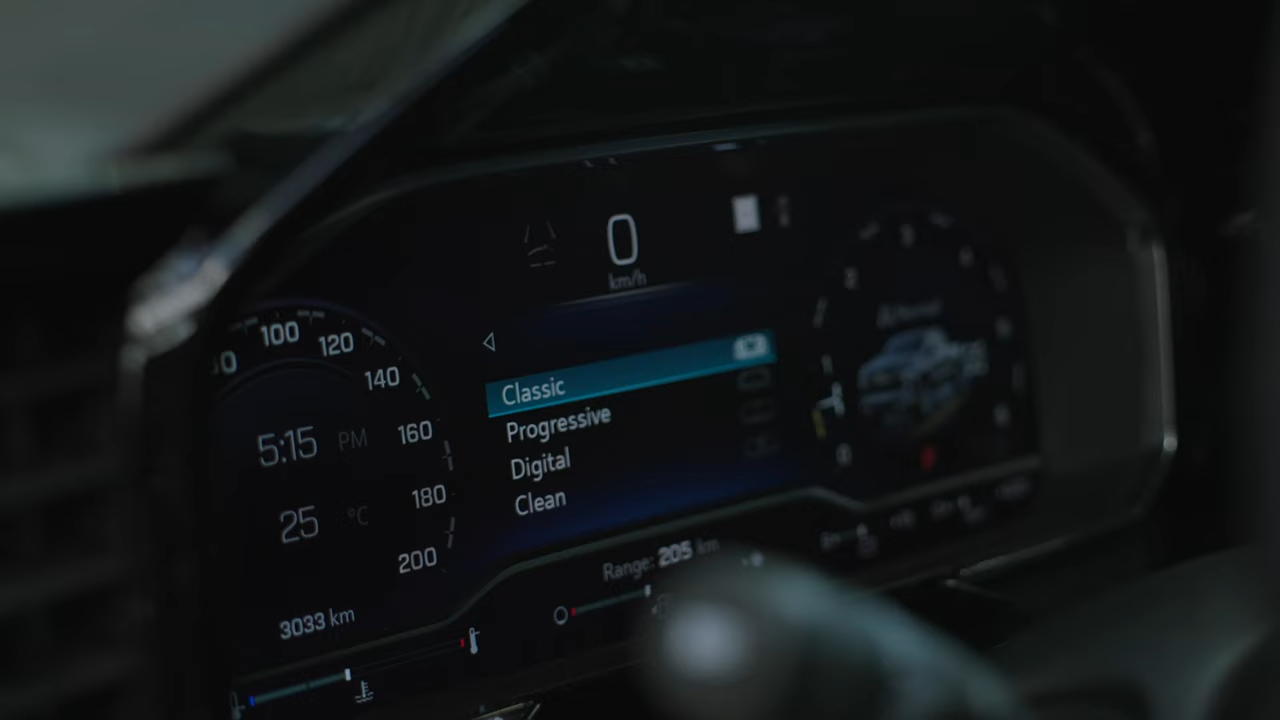 0
km/h
100
120
140
160
180
200
5:15 PM
25 °C
3033 km
Classic
Progressive
Digital
Clean
Range: 205 km